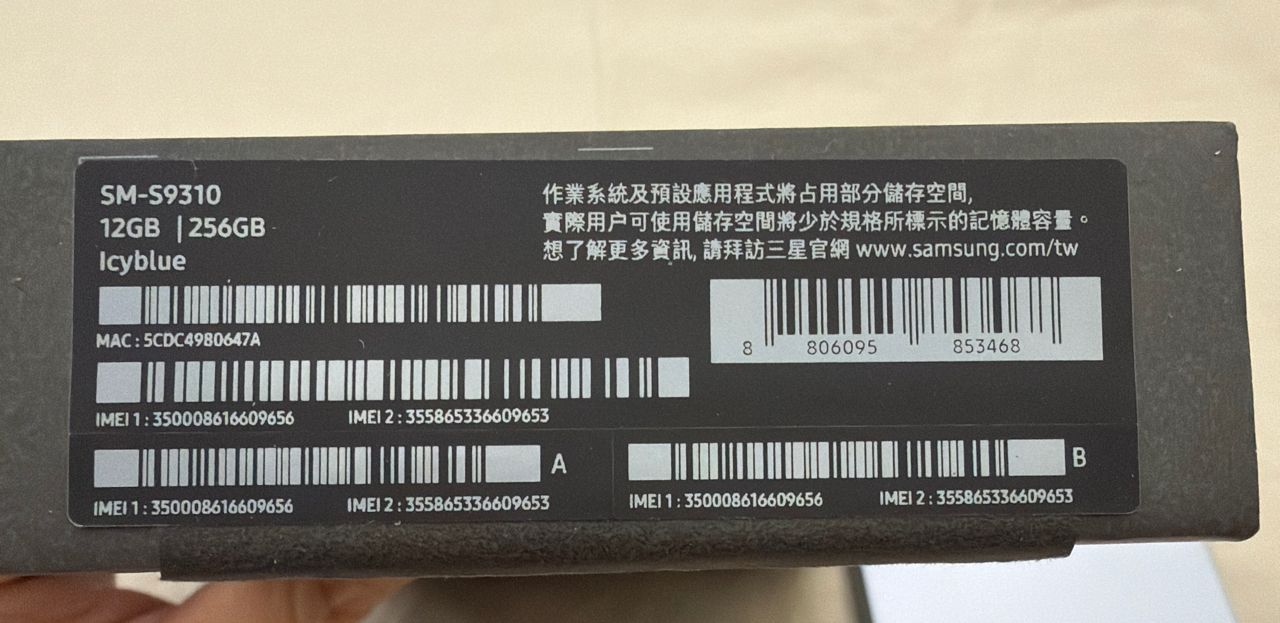 SM-S9310
12GB | 256GB
Icyblue
作業系統及預設應用程式將占用部分儲存空間,
實際用户可使用儲存空間將少於規格所標示的記憶體容量。
想了解更多資訊, 請拜訪三星官網 www.samsung.com/tw
MAC : 5CDC4980647A
8 806095 853468
IMEI 1 : 350008616609656 IMEI 2 : 355865336609653
A
IMEI 1 : 350008616609656 IMEI 2 : 355865336609653
B
IMEI 1 : 350008616609656 IMEI 2 : 355865336609653